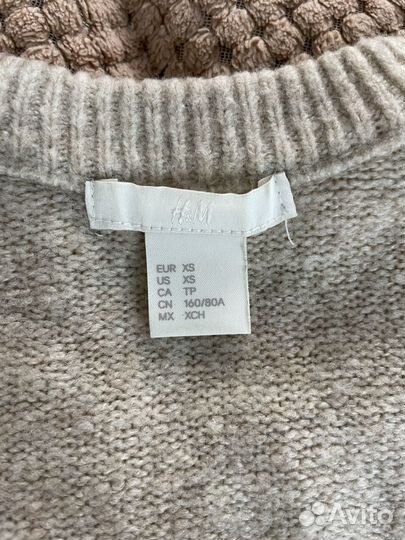 H&M
EUR XS
US XS
CA TP
CN 160/80A
MX XCH
Avito